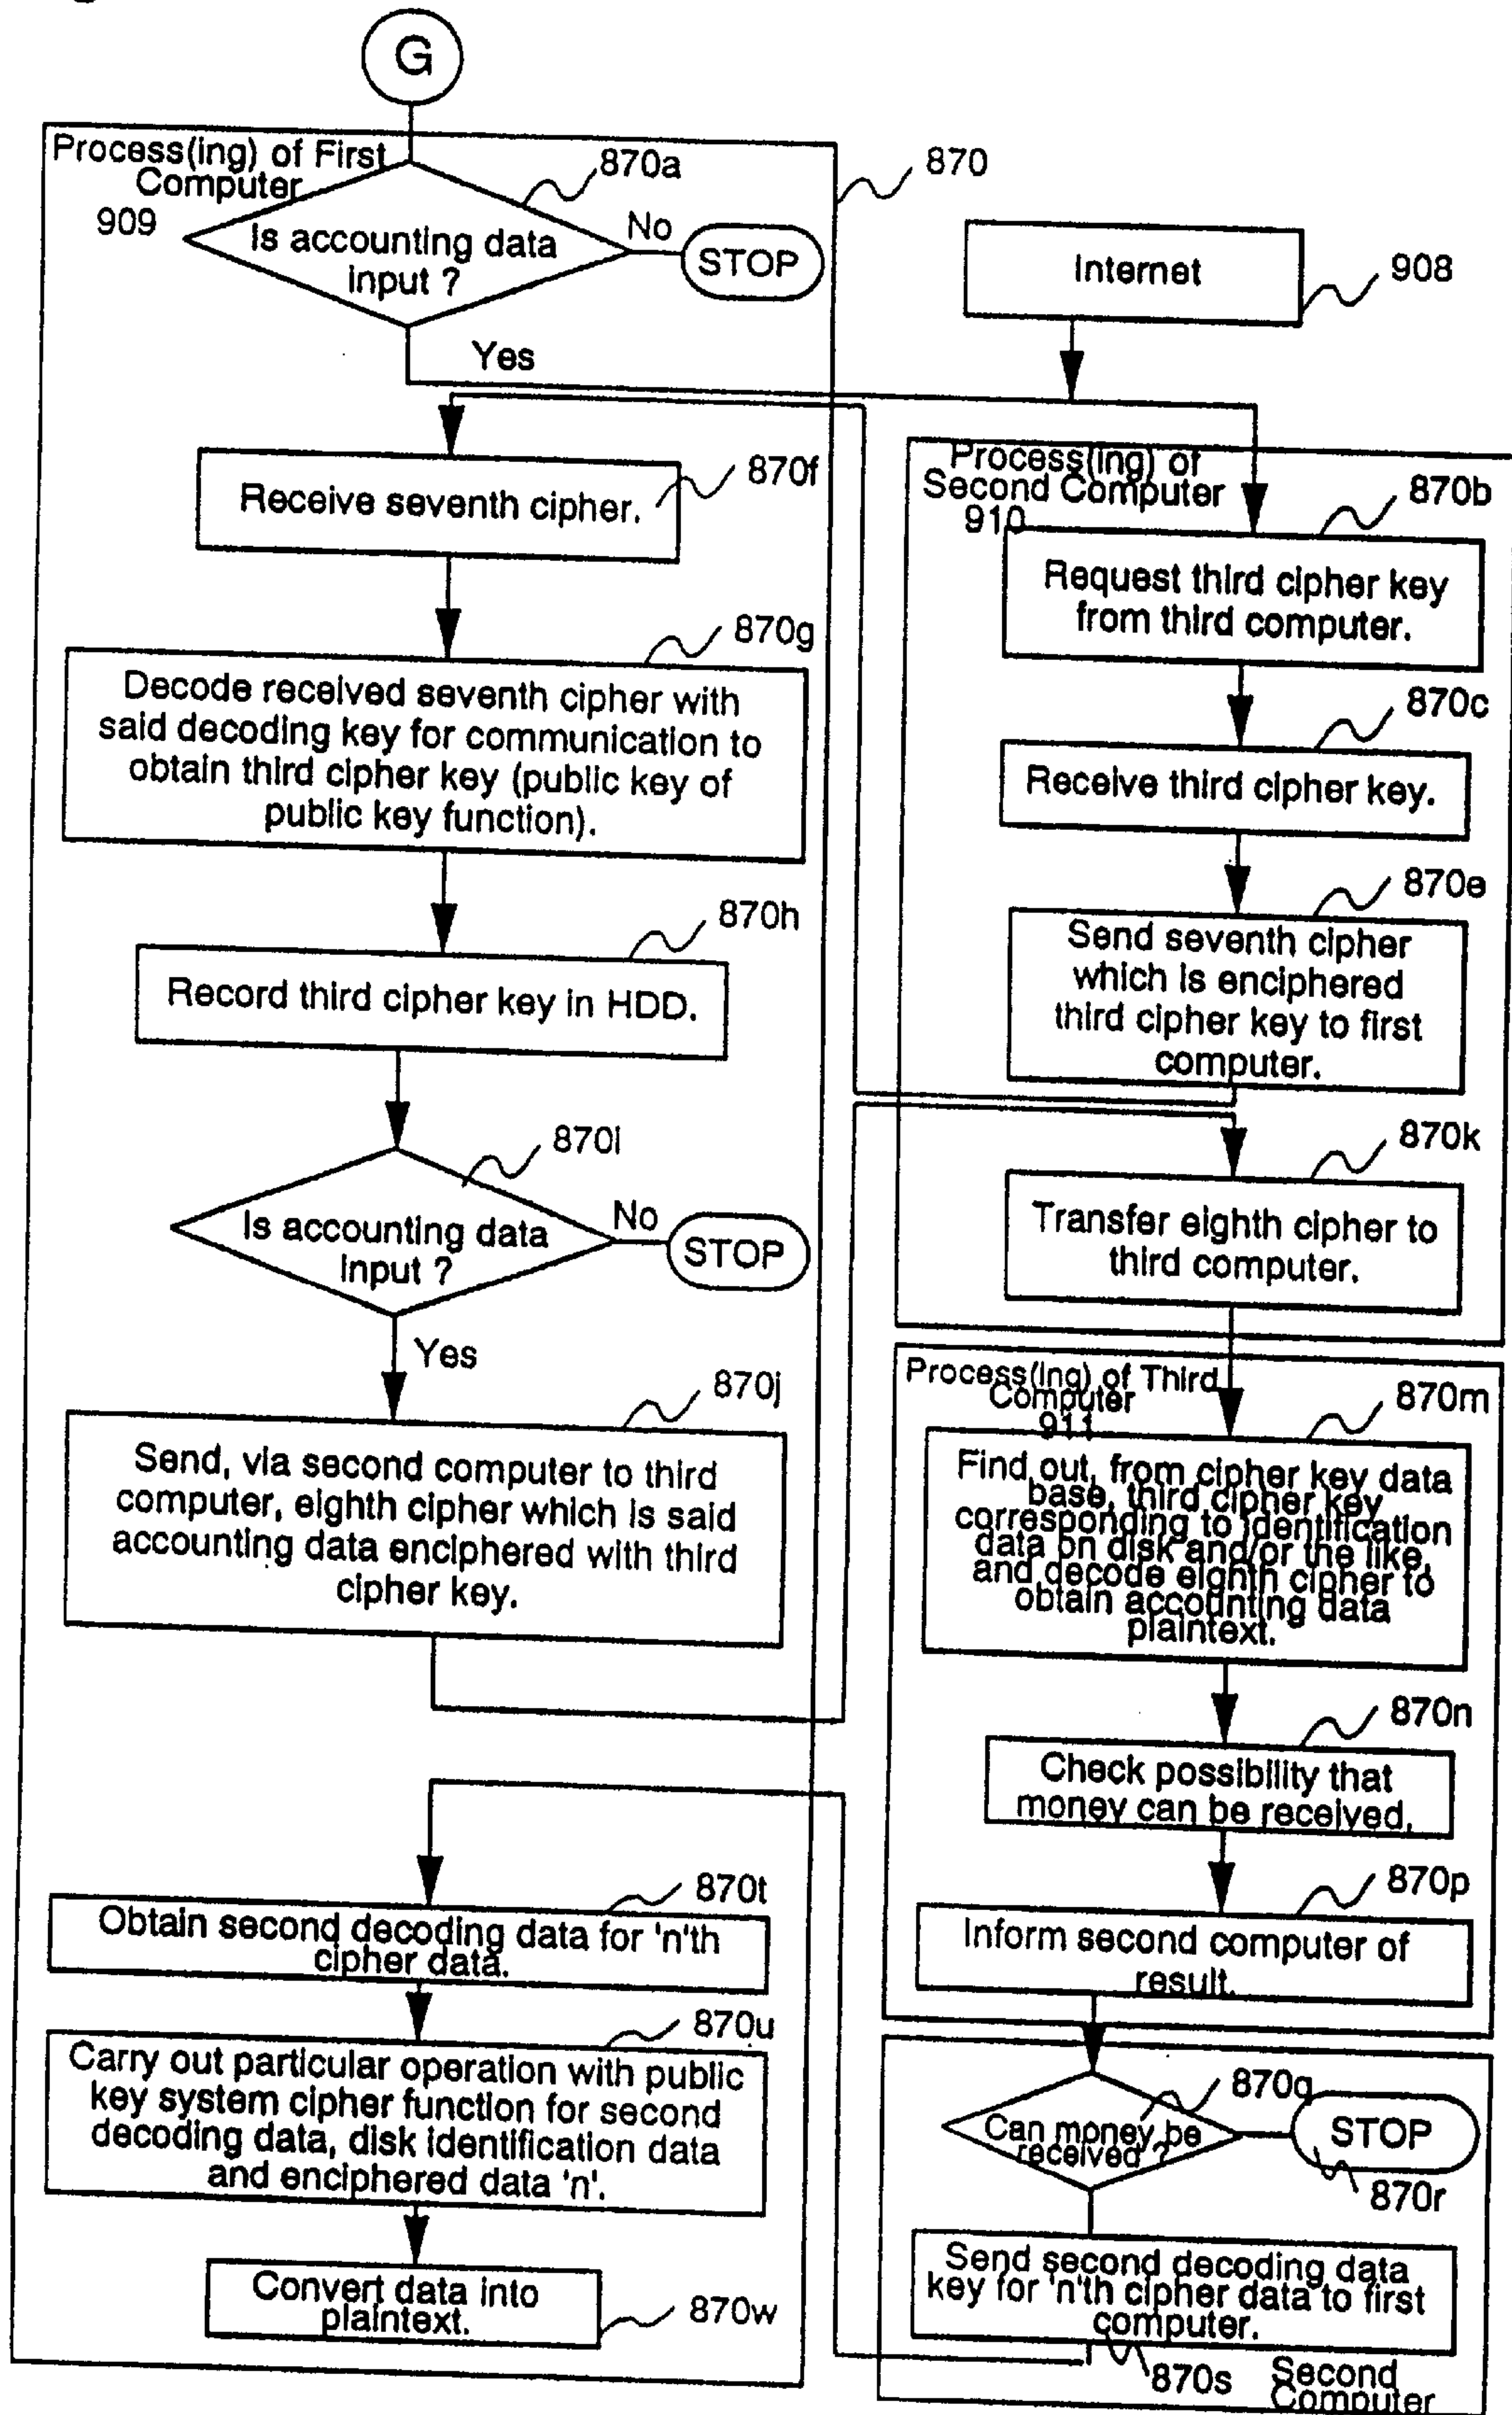 G
Process(ing) of First
Computer
909
870a
870
Is accounting data
input ?
No
STOP
Yes
Internet
908
Receive seventh cipher.
870f
870g
Decode received seventh cipher with
said decoding key for communication to
obtain third cipher key (public key of
public key function).
870h
Record third cipher key in HDD.
870i
Is accounting data
input ?
No
STOP
Yes
870j
Send, via second computer to third
computer, eighth cipher which is said
accounting data enciphered with third
cipher key.
870t
Obtain second decoding data for 'n'th
cipher data.
870u
Carry out particular operation with public
key system cipher function for second
decoding data, disk identification data
and enciphered data 'n'.
Convert data into
plaintext.
870w
Process(ing) of
Second Computer
910
870b
Request third cipher key
from third computer.
870c
Receive third cipher key.
870e
Send seventh cipher
which is enciphered
third cipher key to first
computer.
870k
Transfer eighth cipher to
third computer.
Process(ing) of Third
Computer
911
870m
Find out, from cipher key data
base, third cipher key
corresponding to identification
data on disk and/or the like,
and decode eighth cipher to
obtain accounting data
plaintext.
870n
Check possibility that
money can be received.
870p
Inform second computer of
result.
870q
Can money be
received ?
STOP
870r
Send second decoding data
key for 'n'th cipher data to first
computer.
870s
Second
Computer